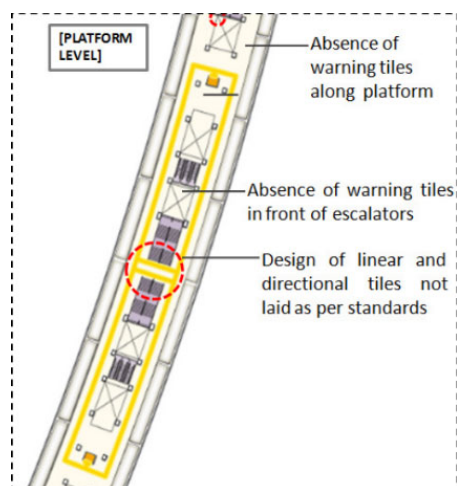 [PLATFORM
LEVEL]
Absence of
warning tiles
along platform
Absence of warning tiles
in front of escalators
Design of linear and
directional tiles not
laid as per standards